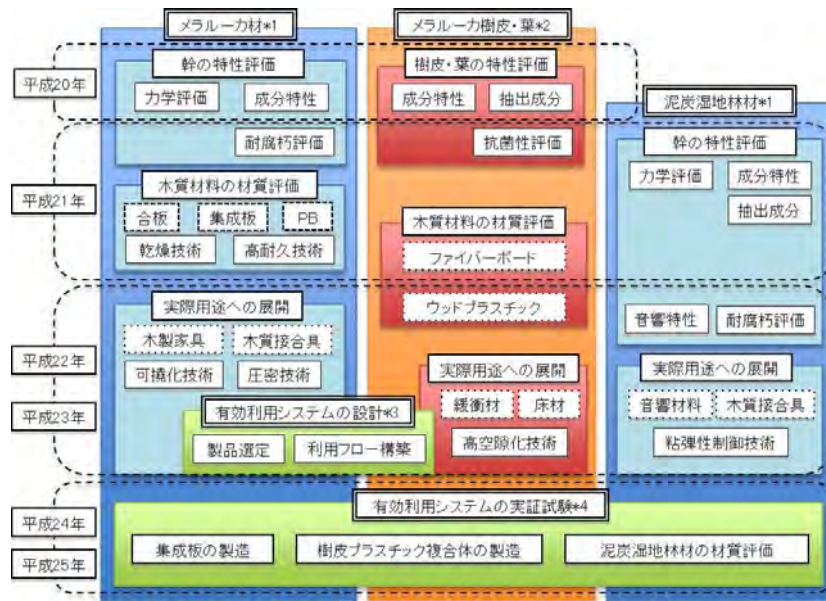 メラルーカ材*1
メラルーカ樹皮・葉*2
平成20年
幹の特性評価
力学評価
成分特性
耐腐朽評価
樹皮・葉の特性評価
成分特性
抽出成分
抗菌性評価
泥炭湿地林材*1
幹の特性評価
力学評価
成分特性
抽出成分
平成21年
木質材料の材質評価
合板
集成板
PB
乾燥技術
高耐久技術
木質材料の材質評価
ファイバーボード
ウッドプラスチック
音響特性
耐腐朽評価
平成22年
実際用途への展開
木製家具
木質接合具
可撓化技術
圧密技術
実際用途への展開
緩衝材
床材
高空隙化技術
実際用途への展開
音響材料
木質接合具
粘弾性制御技術
平成23年
有効利用システムの設計*3
製品選定
利用フロー構築
有効利用システムの実証試験*4
平成24年
集成板の製造
樹皮プラスチック複合体の製造
泥炭湿地林材の材質評価
平成25年